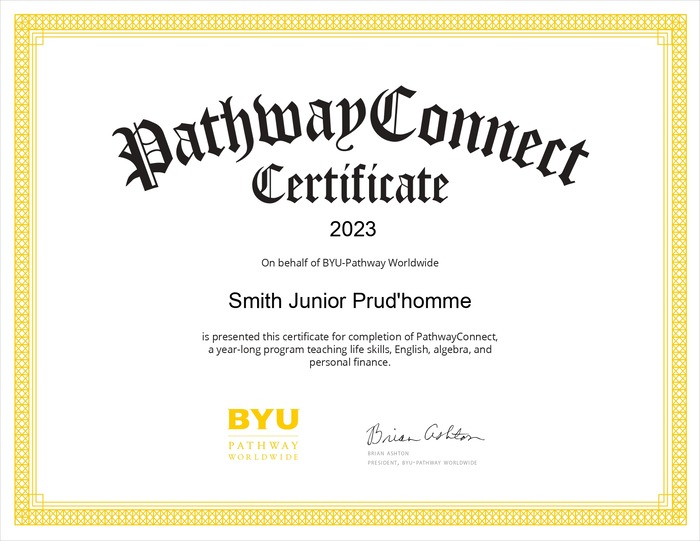 PathwayConnect
Certificate
2023
On behalf of BYU-Pathway Worldwide
Smith Junior Prud'homme
is presented this certificate for completion of PathwayConnect,
a year-long program teaching life skills, English, algebra, and
personal finance.
BYU
PATHWAY
WORLDWIDE
Brian Ashton
BRIAN ASHTON
PRESIDENT, BYU-PATHWAY WORLDWIDE